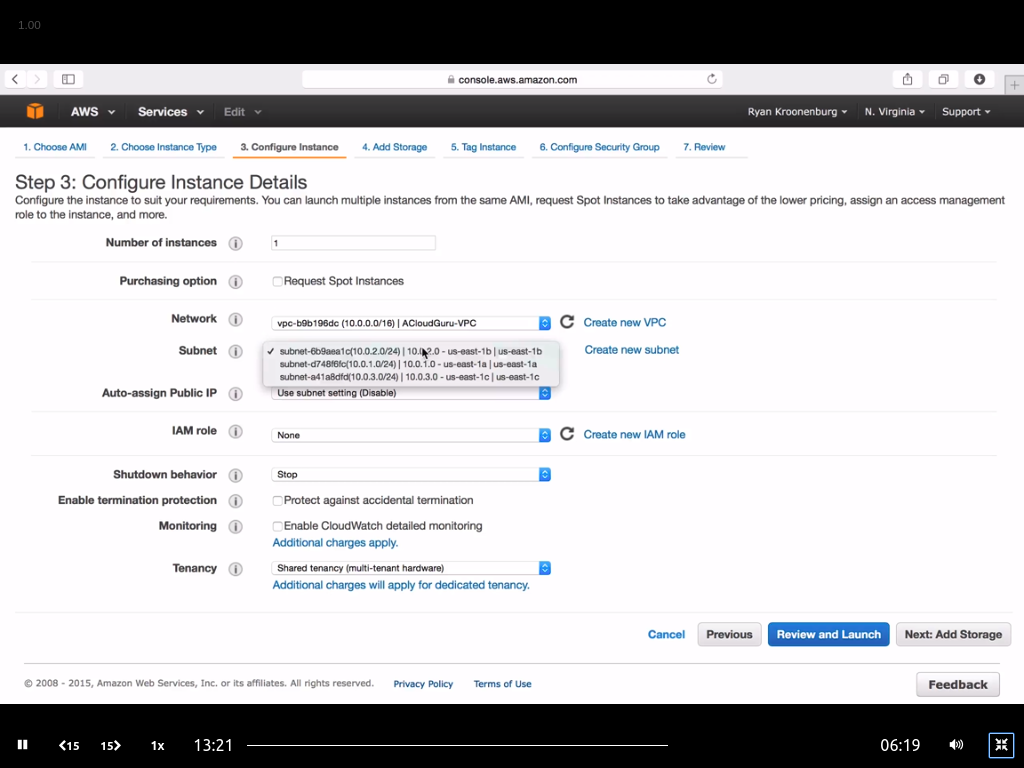 1.00
console.aws.amazon.com
AWS Services Edit Ryan Kroonenburg N. Virginia Support
1. Choose AMI 2. Choose Instance Type 3. Configure Instance 4. Add Storage 5. Tag Instance 6. Configure Security Group 7. Review
Step 3: Configure Instance Details
Configure the instance to suit your requirements. You can launch multiple instances from the same AMI, request Spot Instances to take advantage of the lower pricing, assign an access management
role to the instance, and more.
Number of instances 1
Purchasing option Request Spot Instances
Network vpc-b9b196dc (10.0.0.0/16) | ACloudGuru-VPC Create new VPC
Subnet ✓ subnet-6b9aea1c(10.0.2.0/24) | 10.0.2.0 - us-east-1b | us-east-1b Create new subnet
subnet-d748f6fc(10.0.1.0/24) | 10.0.1.0 - us-east-1a | us-east-1a
subnet-a41a8dfd(10.0.3.0/24) | 10.0.3.0 - us-east-1c | us-east-1c
Auto-assign Public IP Use subnet setting (Disable)
IAM role None Create new IAM role
Shutdown behavior Stop
Enable termination protection Protect against accidental termination
Monitoring Enable CloudWatch detailed monitoring
Additional charges apply.
Tenancy Shared tenancy (multi-tenant hardware)
Additional charges will apply for dedicated tenancy.
Cancel Previous Review and Launch Next: Add Storage
© 2008 - 2015, Amazon Web Services, Inc. or its affiliates. All rights reserved. Privacy Policy Terms of Use Feedback
15 15 1x 13:21 06:19